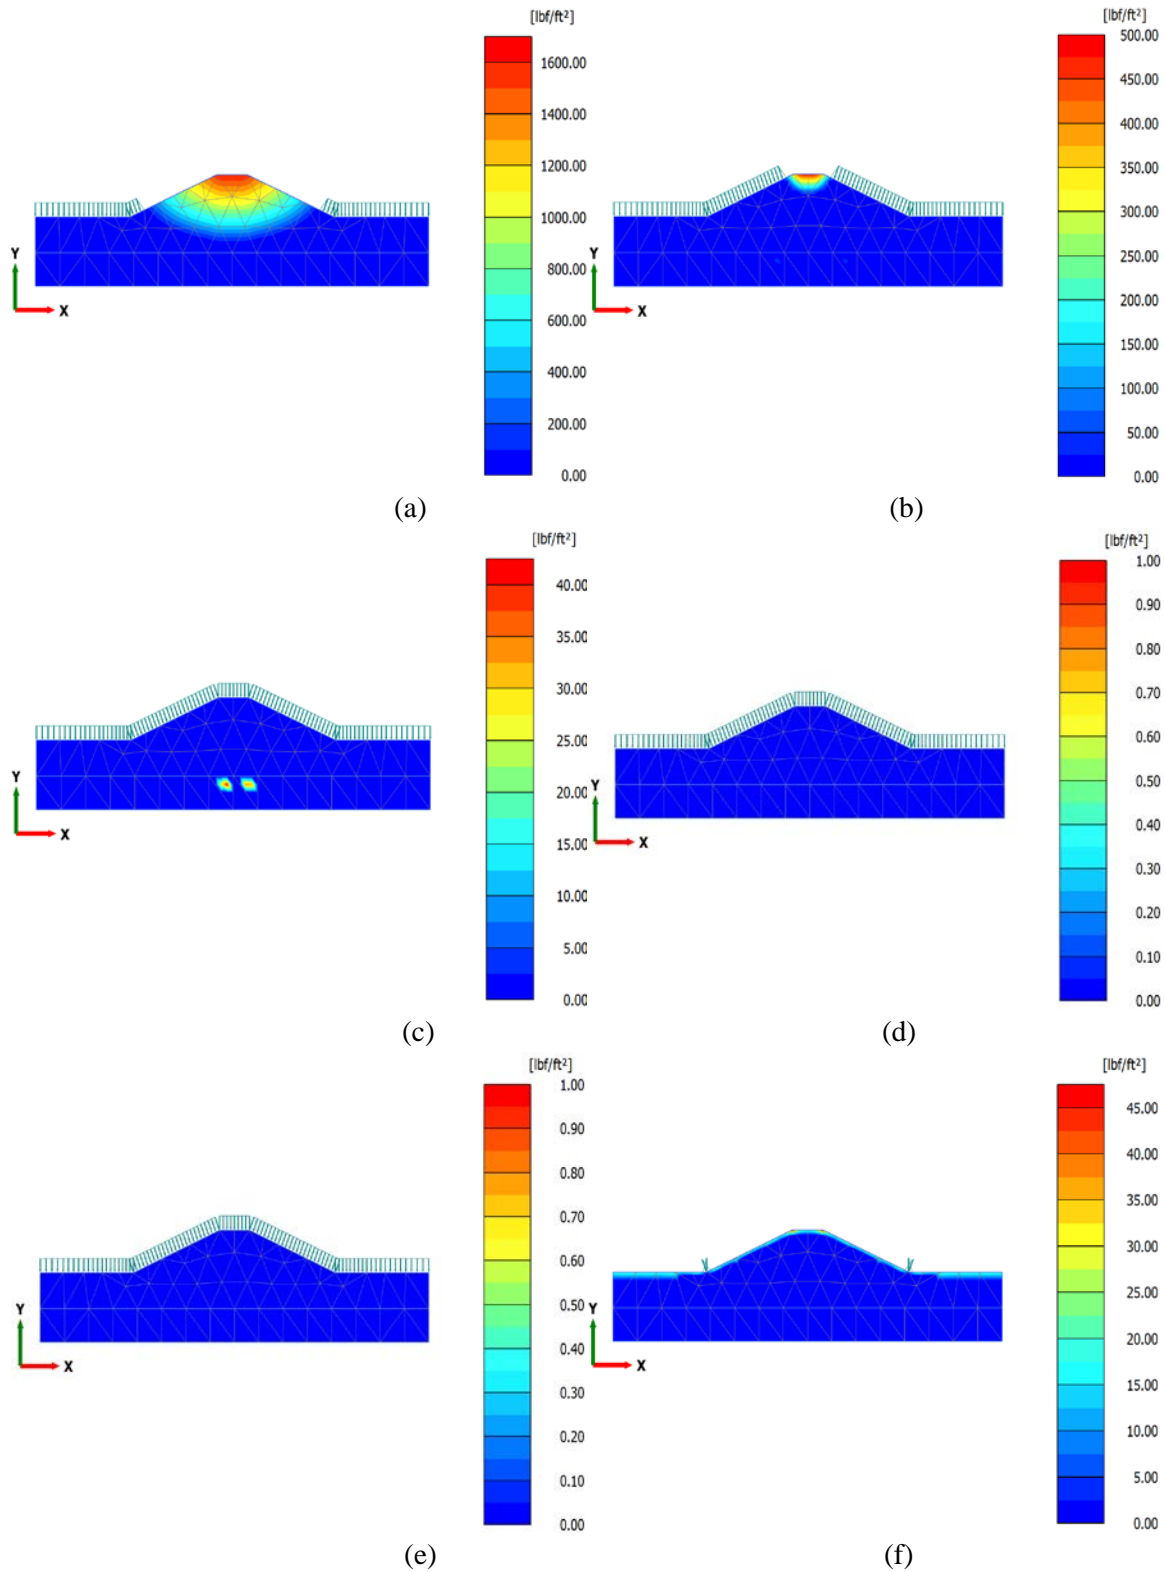 [lbf/ft²]
1600.00
1400.00
1200.00
1000.00
800.00
600.00
400.00
200.00
0.00
Y
X
(a)
[lbf/ft²]
500.00
450.00
400.00
350.00
300.00
250.00
200.00
150.00
100.00
50.00
0.00
Y
X
(b)
[lbf/ft²]
40.00
35.00
30.00
25.00
20.00
15.00
10.00
5.00
0.00
Y
X
(c)
[lbf/ft²]
1.00
0.90
0.80
0.70
0.60
0.50
0.40
0.30
0.20
0.10
0.00
Y
X
(d)
[lbf/ft²]
1.00
0.90
0.80
0.70
0.60
0.50
0.40
0.30
0.20
0.10
0.00
Y
X
(e)
[lbf/ft²]
45.00
40.00
35.00
30.00
25.00
20.00
15.00
10.00
5.00
0.00
Y
X
(f)